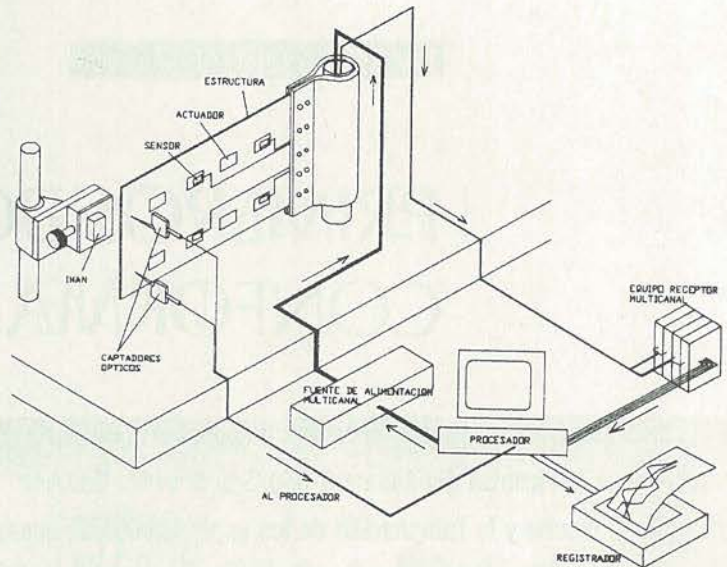 ESTRUCTURA
ACTUADOR
SENSOR
IMAN
CAPTADORES
OPTICOS
FUENTE DE ALIMENTACION
MULTICANAL
PROCESADOR
AL PROCESADOR
EQUIPO RECEPTOR
MULTICANAL
REGISTRADOR